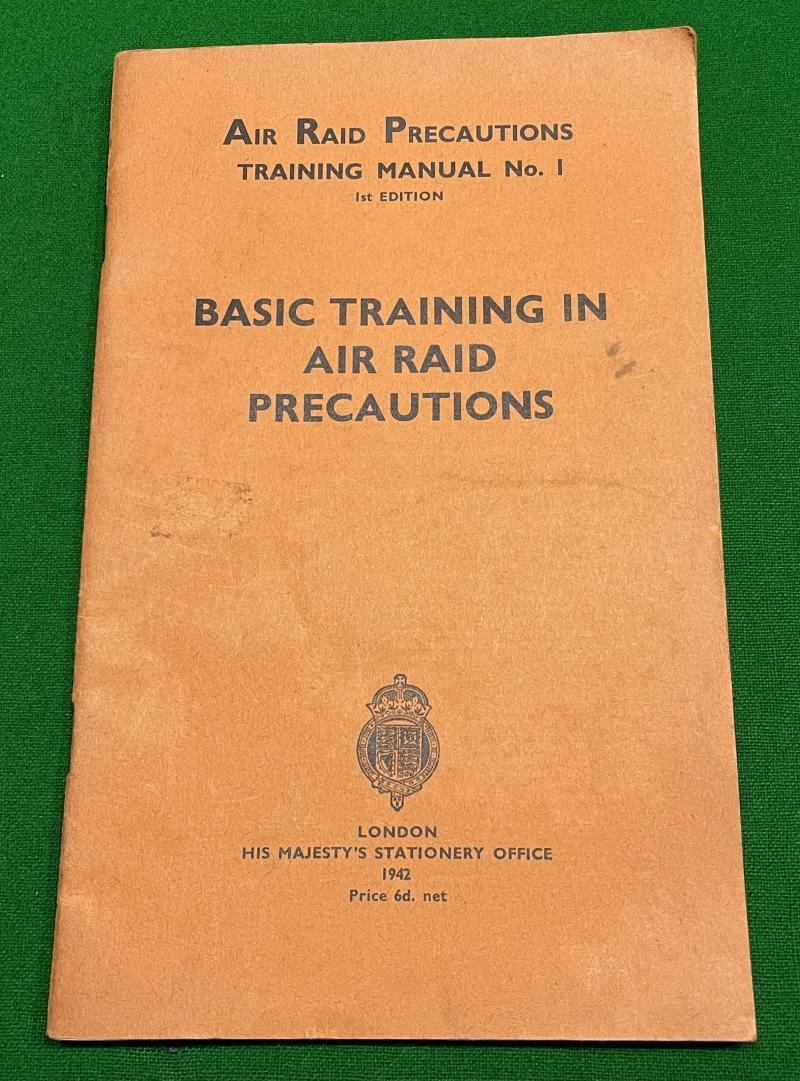 AIR RAID PRECAUTIONS
TRAINING MANUAL No. 1
1st EDITION
BASIC TRAINING IN
AIR RAID
PRECAUTIONS
LONDON
HIS MAJESTY'S STATIONERY OFFICE
1942
Price 6d. net